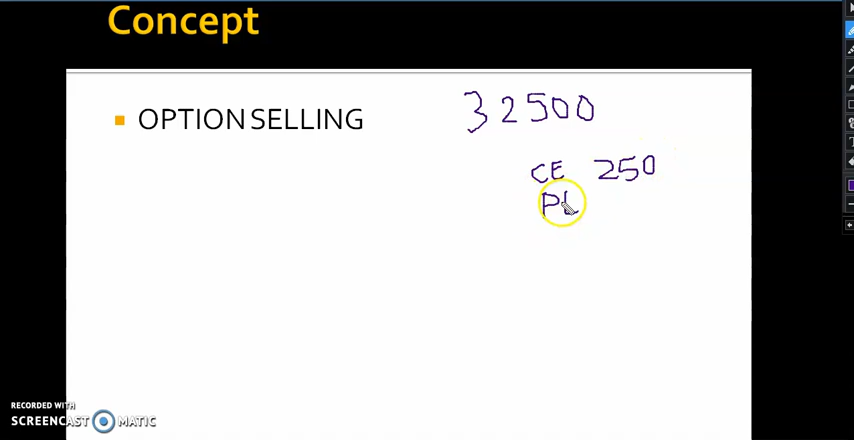 Concept
OPTION SELLING
32500
CE 250
RECORDED WITH
SCREENCAST MATIC